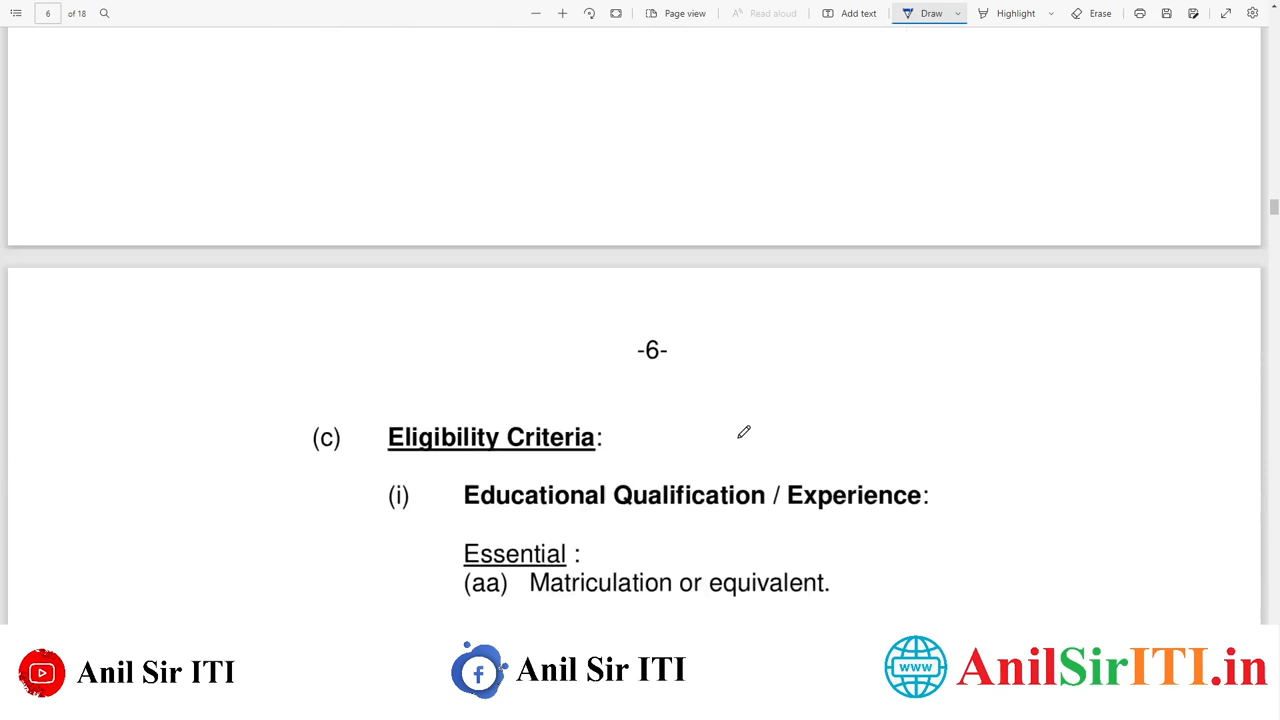 6 of 18 Page view Read aloud Add text Draw Highlight Erase
-6-
(c) Eligibility Criteria:
(i) Educational Qualification / Experience:
Essential :
(aa) Matriculation or equivalent.
Anil Sir ITI Anil Sir ITI www AnilSirITI.in